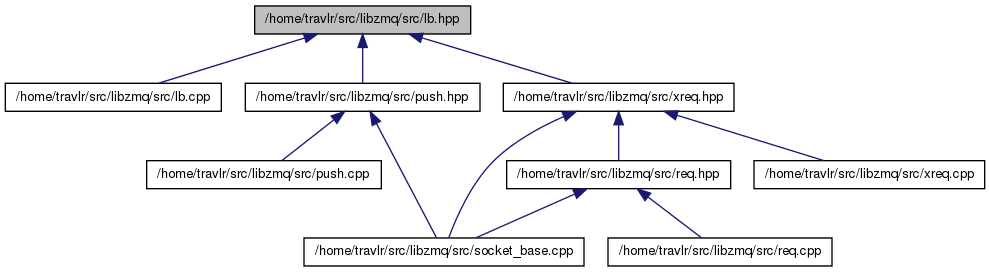 /home/travlr/src/libzmq/src/lb.hpp
/home/travlr/src/libzmq/src/lb.cpp
/home/travlr/src/libzmq/src/push.hpp
/home/travlr/src/libzmq/src/xreq.hpp
/home/travlr/src/libzmq/src/push.cpp
/home/travlr/src/libzmq/src/req.hpp
/home/travlr/src/libzmq/src/xreq.cpp
/home/travlr/src/libzmq/src/socket_base.cpp
/home/travlr/src/libzmq/src/req.cpp